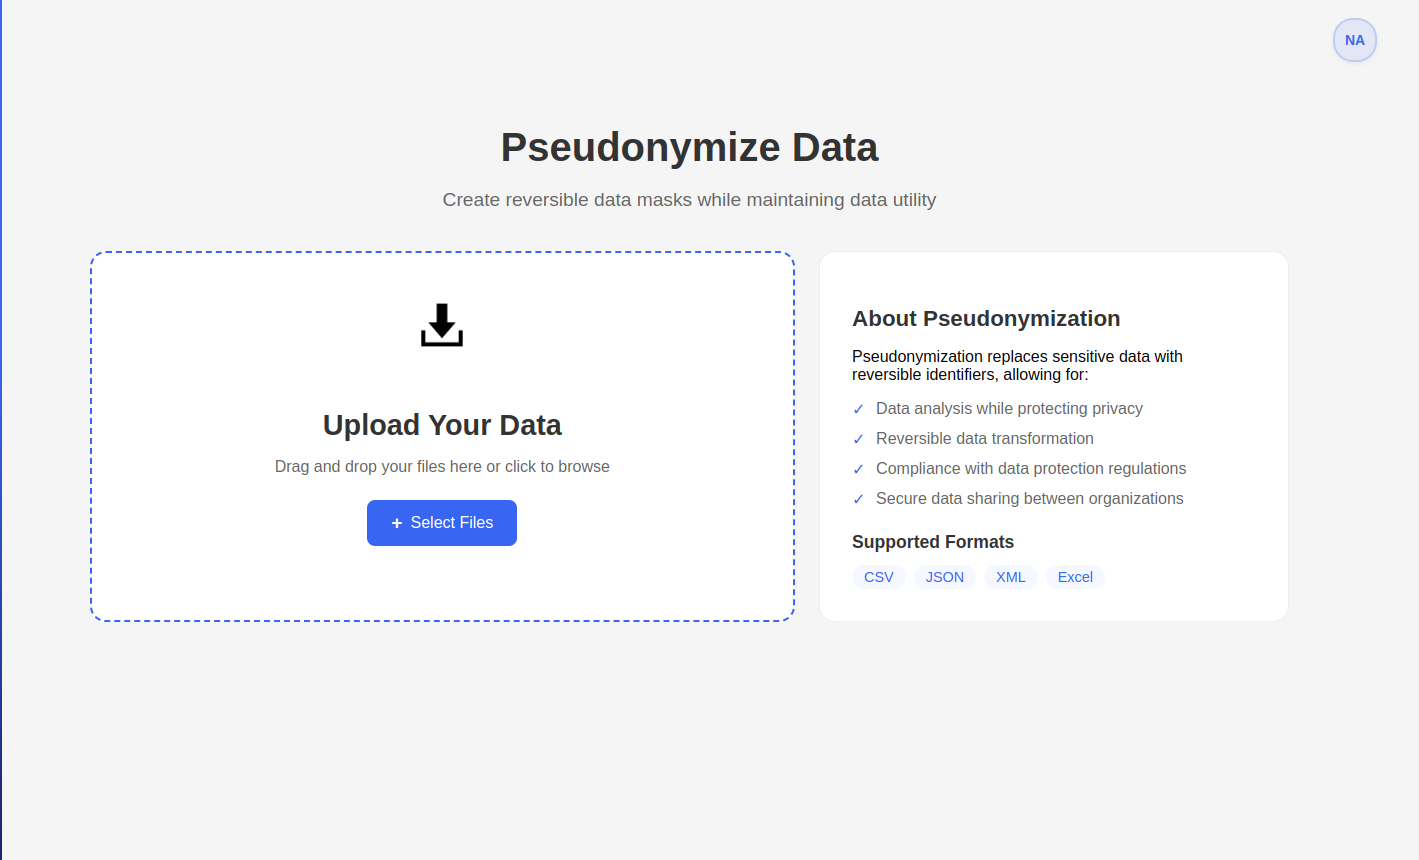 NA
Pseudonymize Data
Create reversible data masks while maintaining data utility
Upload Your Data
Drag and drop your files here or click to browse
+ Select Files
About Pseudonymization
Pseudonymization replaces sensitive data with
reversible identifiers, allowing for:
✓ Data analysis while protecting privacy
✓ Reversible data transformation
✓ Compliance with data protection regulations
✓ Secure data sharing between organizations
Supported Formats
CSV JSON XML Excel